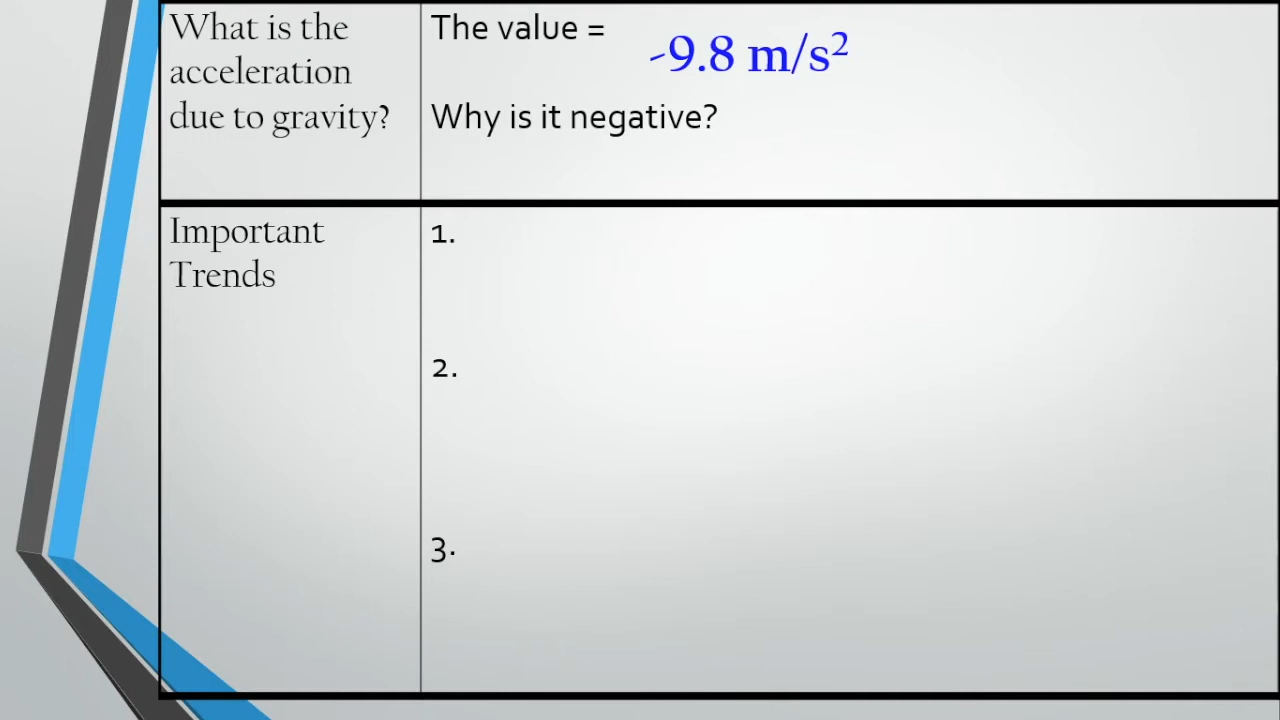 What is the
acceleration
due to gravity?
The value =
-9.8 m/s²
Why is it negative?
Important
Trends
1.
2.
3.